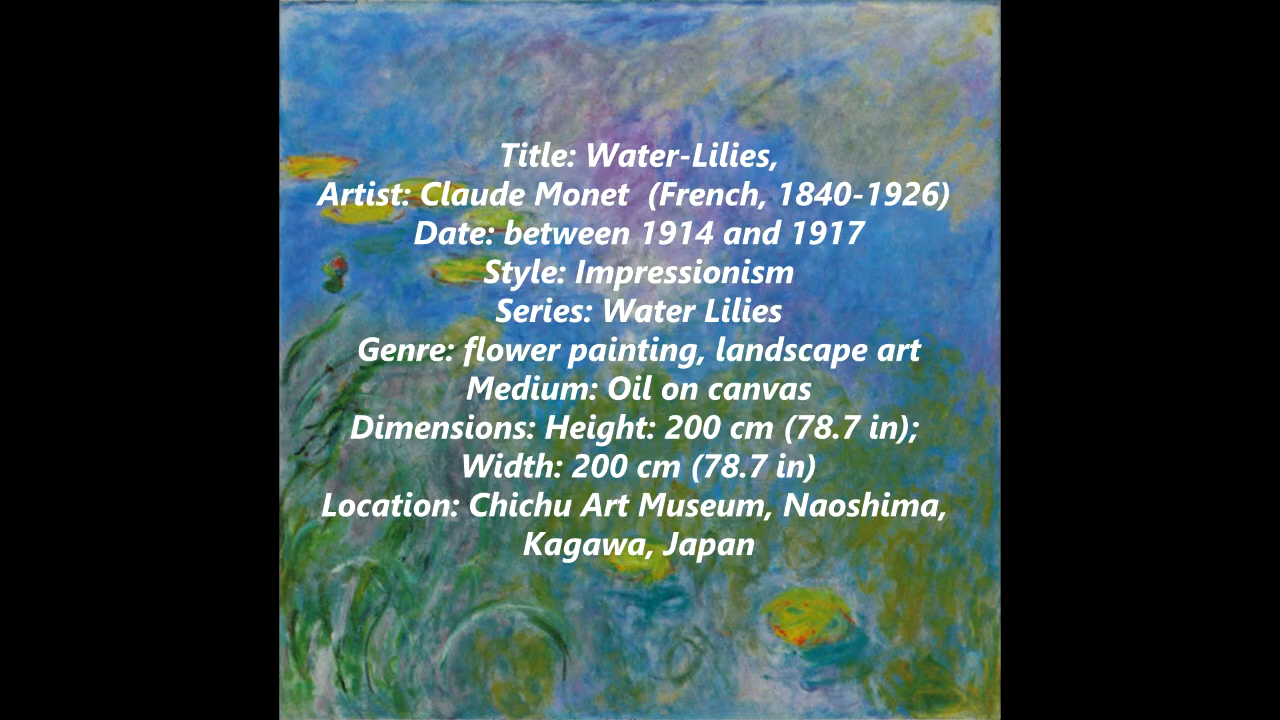 Title: Water-Lilies,
Artist: Claude Monet  (French, 1840-1926)
Date: between 1914 and 1917
Style: Impressionism
Series: Water Lilies
Genre: flower painting, landscape art
Medium: Oil on canvas
Dimensions: Height: 200 cm (78.7 in);
Width: 200 cm (78.7 in)
Location: Chichu Art Museum, Naoshima,
Kagawa, Japan